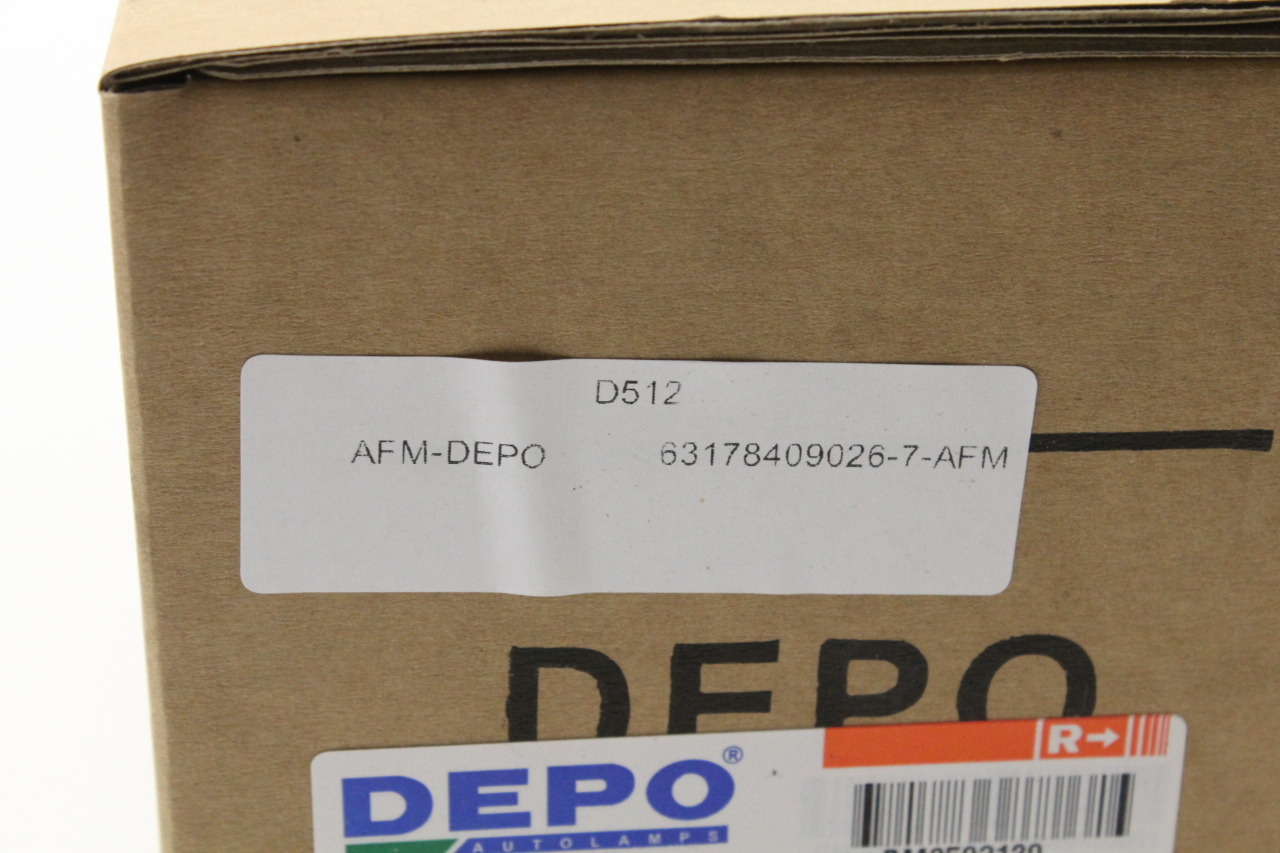 D512
AFM-DEPO 63178409026-7-AFM
DEPO
R→
DEPO®
AUTOLAMPS